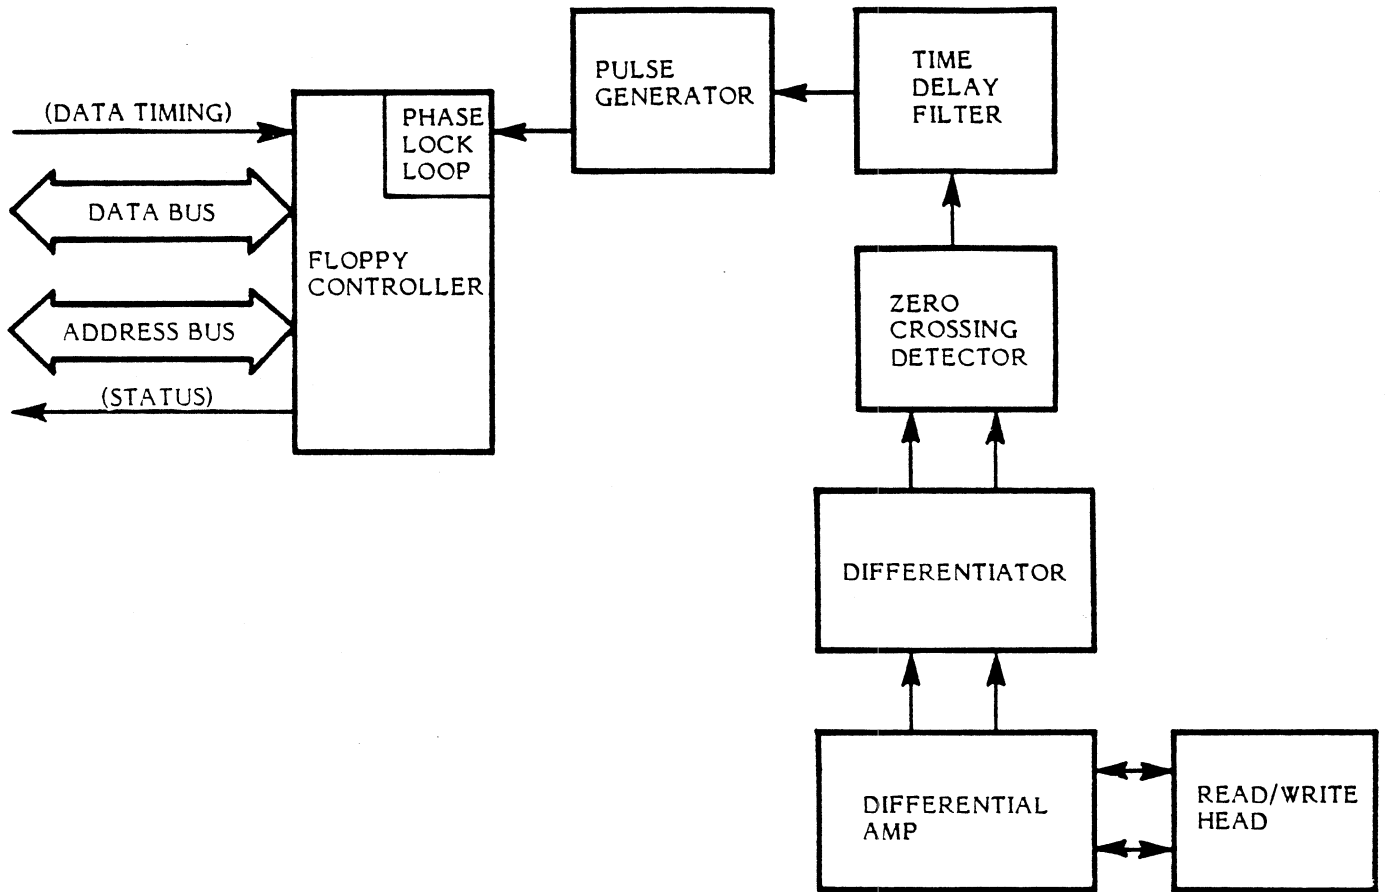 (DATA TIMING)
DATA BUS
ADDRESS BUS
(STATUS)
PHASE
LOCK
LOOP
FLOPPY
CONTROLLER
PULSE
GENERATOR
TIME
DELAY
FILTER
ZERO
CROSSING
DETECTOR
DIFFERENTIATOR
DIFFERENTIAL
AMP
READ/WRITE
HEAD